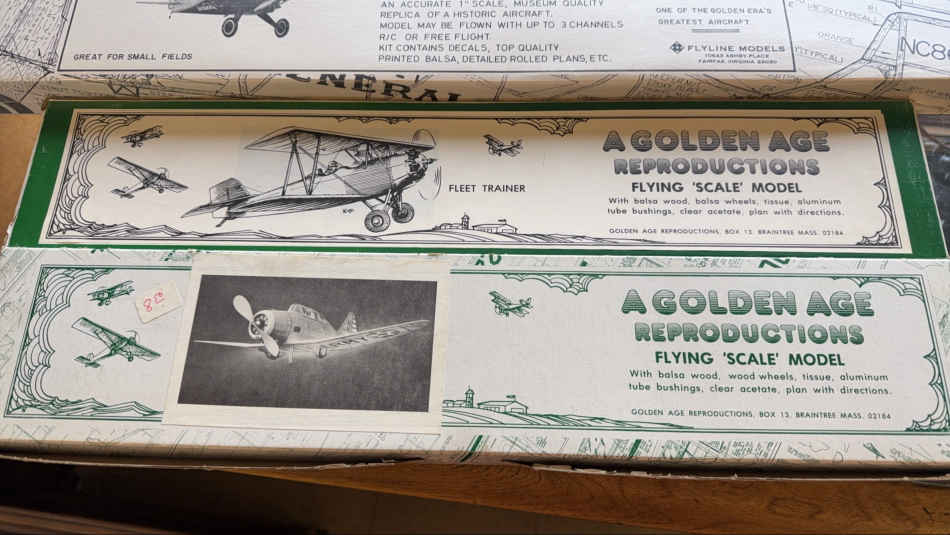 AN ACCURATE 1" SCALE, MUSEUM QUALITY
REPLICA OF A HISTORIC AIRCRAFT.
MODEL MAY BE FLOWN WITH UP TO 3 CHANNELS
R/C OR FREE FLIGHT.
KIT CONTAINS DECALS, TOP QUALITY
PRINTED BALSA, DETAILED ROLLED PLANS, ETC.
GREAT FOR SMALL FIELDS
ONE OF THE GOLDEN ERA'S
GREATEST AIRCRAFT.
FLYLINE MODELS
FAIRFAX, VIRGINIA
ORANGE
NC86
ENERAL
A GOLDEN AGE
REPRODUCTIONS
FLYING 'SCALE' MODEL
With balsa wood, balsa wheels, tissue, aluminum
tube bushings, clear acetate, plan with directions.
GOLDEN AGE REPRODUCTIONS, BOX 13, BRAINTREE MASS. 02184
FLEET TRAINER
A GOLDEN AGE
REPRODUCTIONS
FLYING 'SCALE' MODEL
With balsa wood, wood wheels, tissue, aluminum
tube bushings, clear acetate, plan with directions.
GOLDEN AGE REPRODUCTIONS, BOX 13, BRAINTREE MASS. 02184